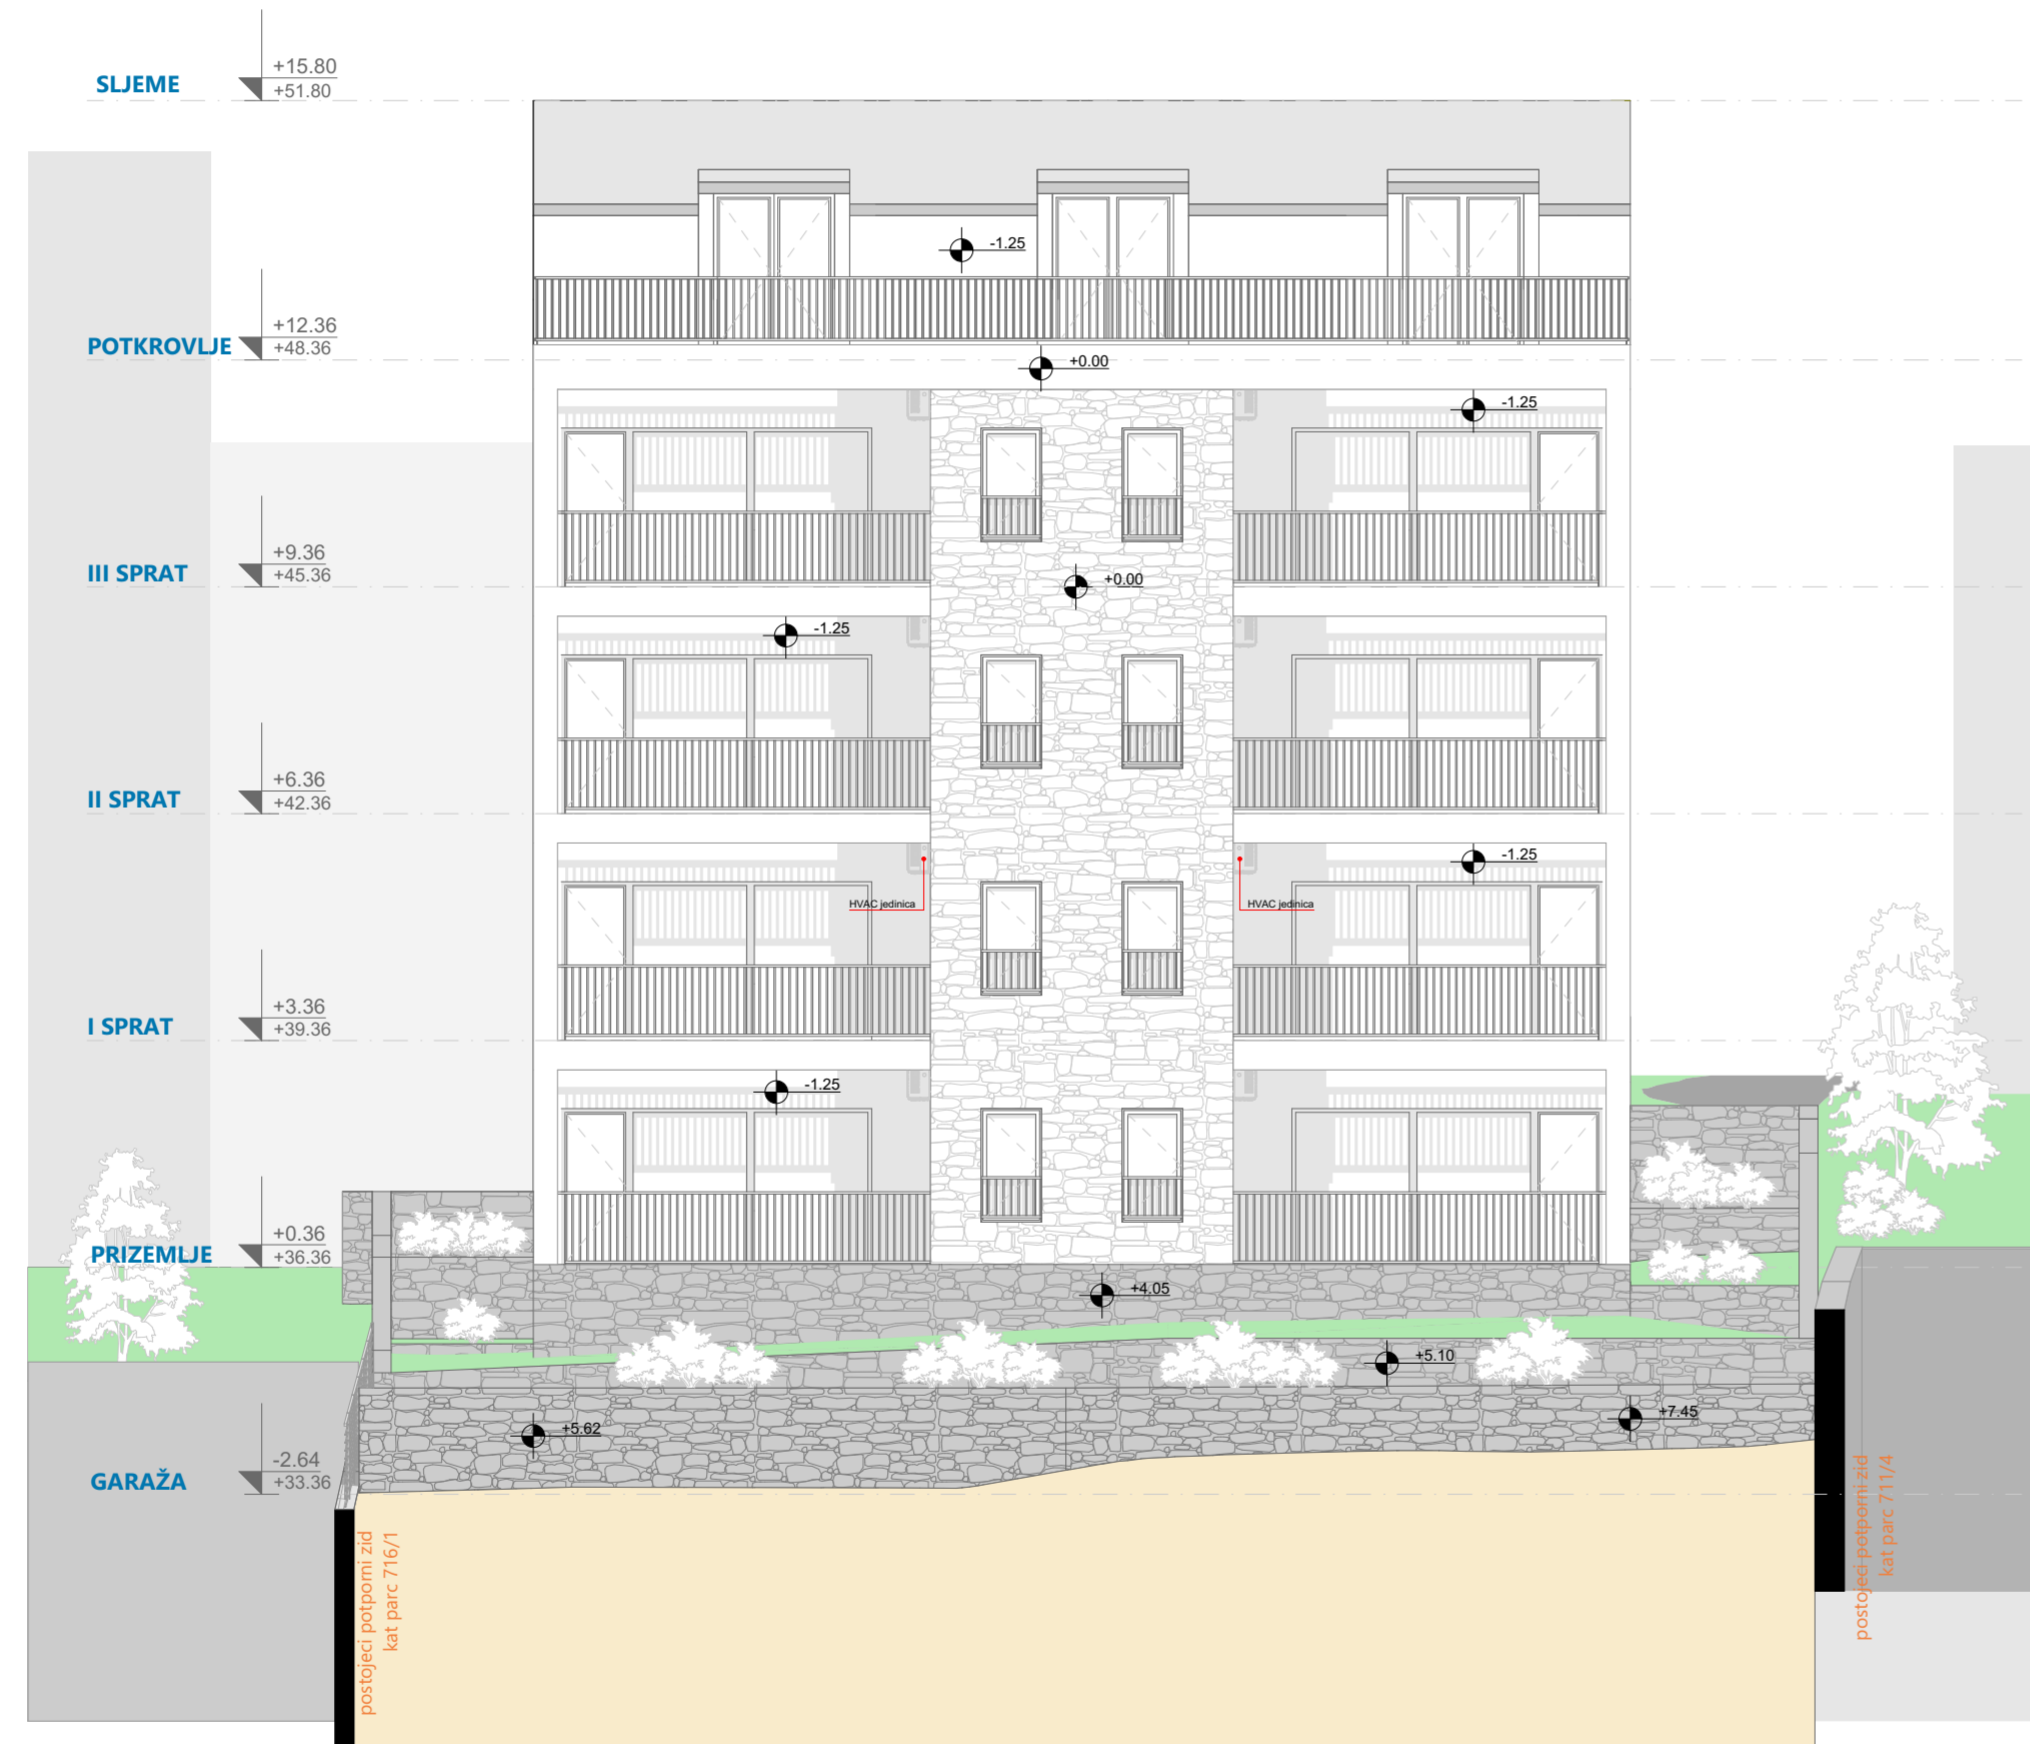 SLJEME
+15.80
+51.80
-1.25
POTKROVLJE
+12.36
+48.36
+0.00
-1.25
III SPRAT
+9.36
+45.36
+0.00
-1.25
II SPRAT
+6.36
+42.36
-1.25
HVAC jedinica
HVAC jedinica
I SPRAT
+3.36
+39.36
-1.25
PRIZEMLJE
+0.36
+36.36
+4.05
+5.10
+7.45
+5.62
GARAŽA
-2.64
+33.36
postojeci potporni zid
kat parc 716/1
postojeci potporni zid
kat parc 711/4